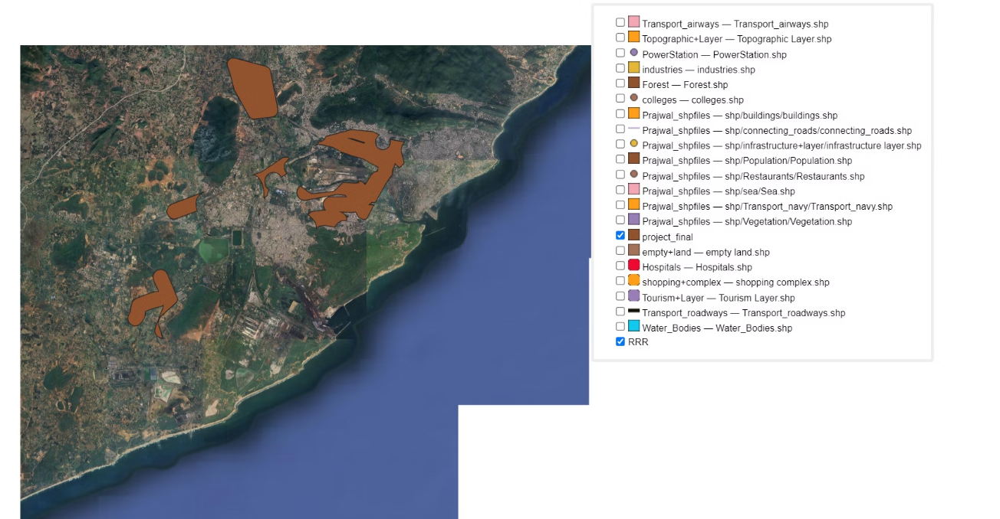 Transport_airways — Transport_airways.shp
Topographic+Layer — Topographic Layer.shp
PowerStation — PowerStation.shp
industries — industries.shp
Forest — Forest.shp
colleges — colleges.shp
Prajwal_shpfiles — shp/buildings/buildings.shp
Prajwal_shpfiles — shp/connecting_roads/connecting_roads.shp
Prajwal_shpfiles — shp/infrastructure+layer/infrastructure layer.shp
Prajwal_shpfiles — shp/Population/Population.shp
Prajwal_shpfiles — shp/Restaurants/Restaurants.shp
Prajwal_shpfiles — shp/sea/Sea.shp
Prajwal_shpfiles — shp/Transport_navy/Transport_navy.shp
Prajwal_shpfiles — shp/Vegetation/Vegetation.shp
project_final
empty+land — empty land.shp
Hospitals — Hospitals.shp
shopping+complex — shopping complex.shp
Tourism+Layer — Tourism Layer.shp
Transport_roadways — Transport_roadways.shp
Water_Bodies — Water_Bodies.shp
RRR